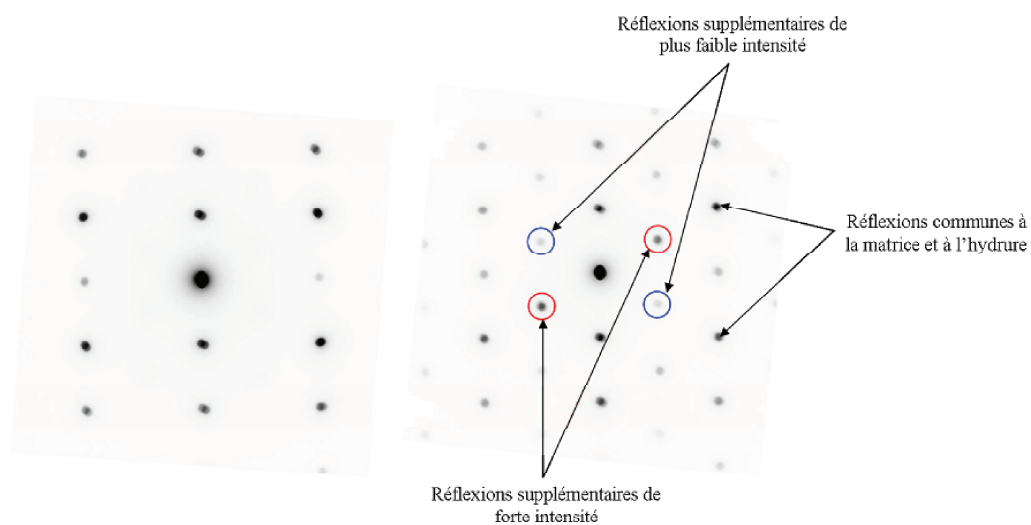 Réflexions supplémentaires de
plus faible intensité
Réflexions communes à
la matrice et à l'hydrure
Réflexions supplémentaires de
forte intensité